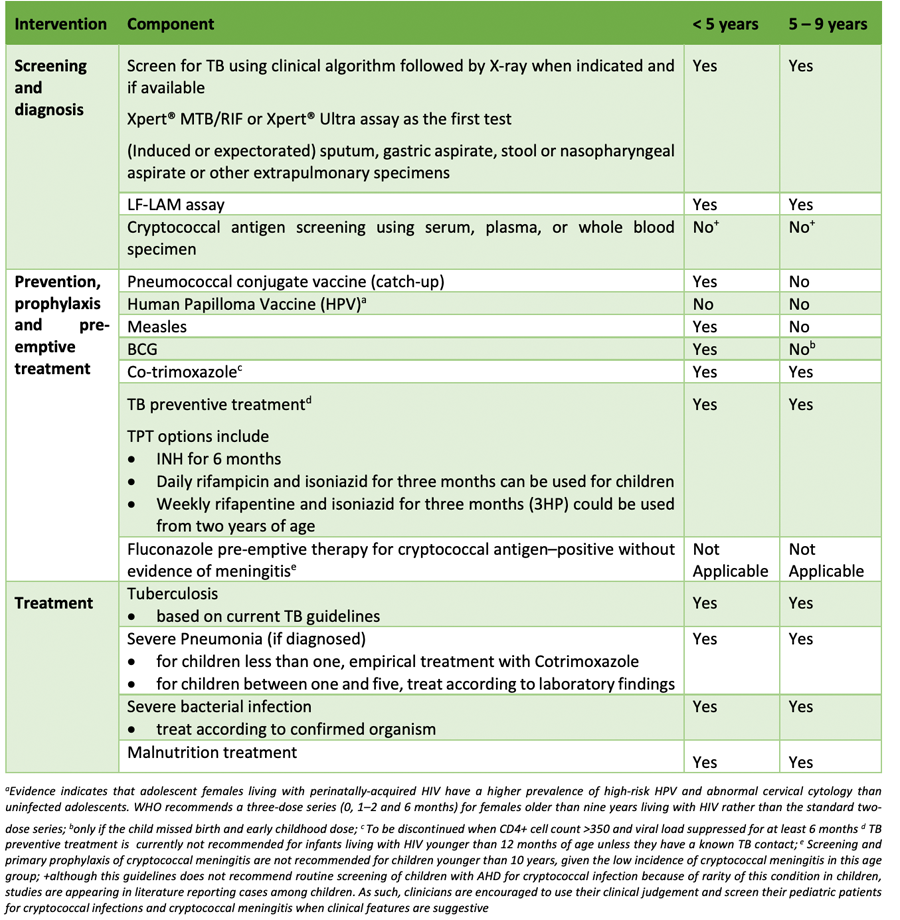 Intervention Component < 5 years 5 – 9 years
Screening and diagnosis
Screen for TB using clinical algorithm followed by X-ray when indicated and if available Yes Yes
Xpert® MTB/RIF or Xpert® Ultra assay as the first test
(Induced or expectorated) sputum, gastric aspirate, stool or nasopharyngeal
aspirate or other extrapulmonary specimens
LF-LAM assay Yes Yes
Cryptococcal antigen screening using serum, plasma, or whole blood specimen No⁺ No⁺
Prevention, prophylaxis and pre-emptive treatment
Pneumococcal conjugate vaccine (catch-up) Yes No
Human Papilloma Vaccine (HPV)ᵃ No No
Measles Yes No
BCG Yes Noᵇ
Co-trimoxazoleᶜ Yes Yes
TB preventive treatmentᵈ Yes Yes
TPT options include
• INH for 6 months
• Daily rifampicin and isoniazid for three months can be used for children
• Weekly rifapentine and isoniazid for three months (3HP) could be used
from two years of age
Fluconazole pre-emptive therapy for cryptococcal antigen–positive without evidence of meningitisᵉ Not Applicable Not Applicable
Treatment
Tuberculosis Yes Yes
• based on current TB guidelines
Severe Pneumonia (if diagnosed) Yes Yes
• for children less than one, empirical treatment with Cotrimoxazole
• for children between one and five, treat according to laboratory findings
Severe bacterial infection Yes Yes
• treat according to confirmed organism
Malnutrition treatment Yes Yes
ᵃEvidence indicates that adolescent females living with perinatally-acquired HIV have a higher prevalence of high-risk HPV and abnormal cervical cytology than
uninfected adolescents. WHO recommends a three-dose series (0, 1–2 and 6 months) for females older than nine years living with HIV rather than the standard two-
dose series; ᵇonly if the child missed birth and early childhood dose; ᶜ To be discontinued when CD4+ cell count >350 and viral load suppressed for at least 6 months ᵈ TB
preventive treatment is currently not recommended for infants living with HIV younger than 12 months of age unless they have a known TB contact; ᵉ Screening and
primary prophylaxis of cryptococcal meningitis are not recommended for children younger than 10 years, given the low incidence of cryptococcal meningitis in this age
group; +although this guidelines does not recommend routine screening of children with AHD for cryptococcal infection because of rarity of this condition in children,
studies are appearing in literature reporting cases among children. As such, clinicians are encouraged to use their clinical judgement and screen their pediatric patients
for cryptococcal infections and cryptococcal meningitis when clinical features are suggestive